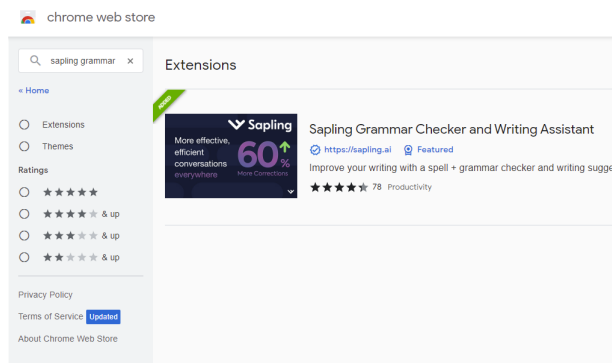 chrome web store
sapling grammar ×
« Home
Extensions
Themes
Ratings
& up
& up
& up
Privacy Policy
Terms of Service Updated
About Chrome Web Store
Extensions
ADDED
Sapling
More effective,
efficient
conversations
everywhere
60%
More Corrections
Sapling Grammar Checker and Writing Assistant
https://sapling.ai Featured
Improve your writing with a spell + grammar checker and writing sugge
78 Productivity